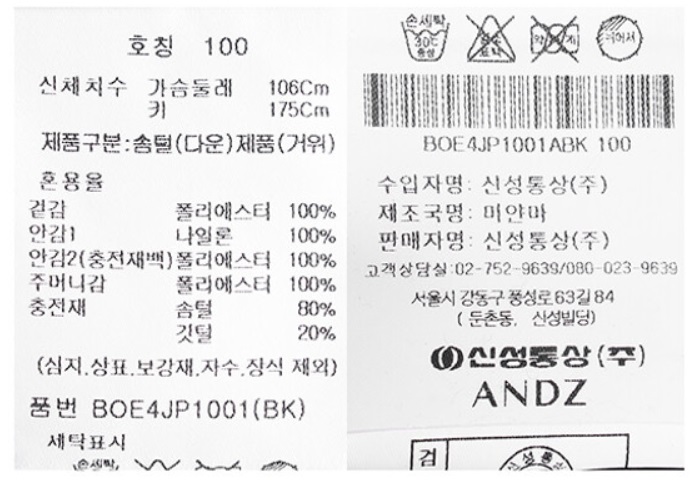 호칭 100
신체치수 가슴둘레 106Cm
키 175Cm
제품구분:솜털(다운)제품(거위)
혼용율
겉감 폴리에스터 100%
안감1 나일론 100%
안감2(충전재백) 폴리에스터 100%
주머니감 폴리에스터 100%
충전재 솜털 80%
깃털 20%
(심지.상표.보강재.자수.장식 제외)
품번 BOE4JP1001(BK)
세탁표시
손세탁
손세탁
30℃
중성
BOE4JP1001ABK 100
수입자명: 신성통상(주)
제조국명: 미얀마
판매자명: 신성통상(주)
고객상담실:02-752-9639/080-023-9639
서울시 강동구 풍성로63길 84
(둔촌동, 신성빌딩)
신성통상(주)
ANDZ
검
신성통